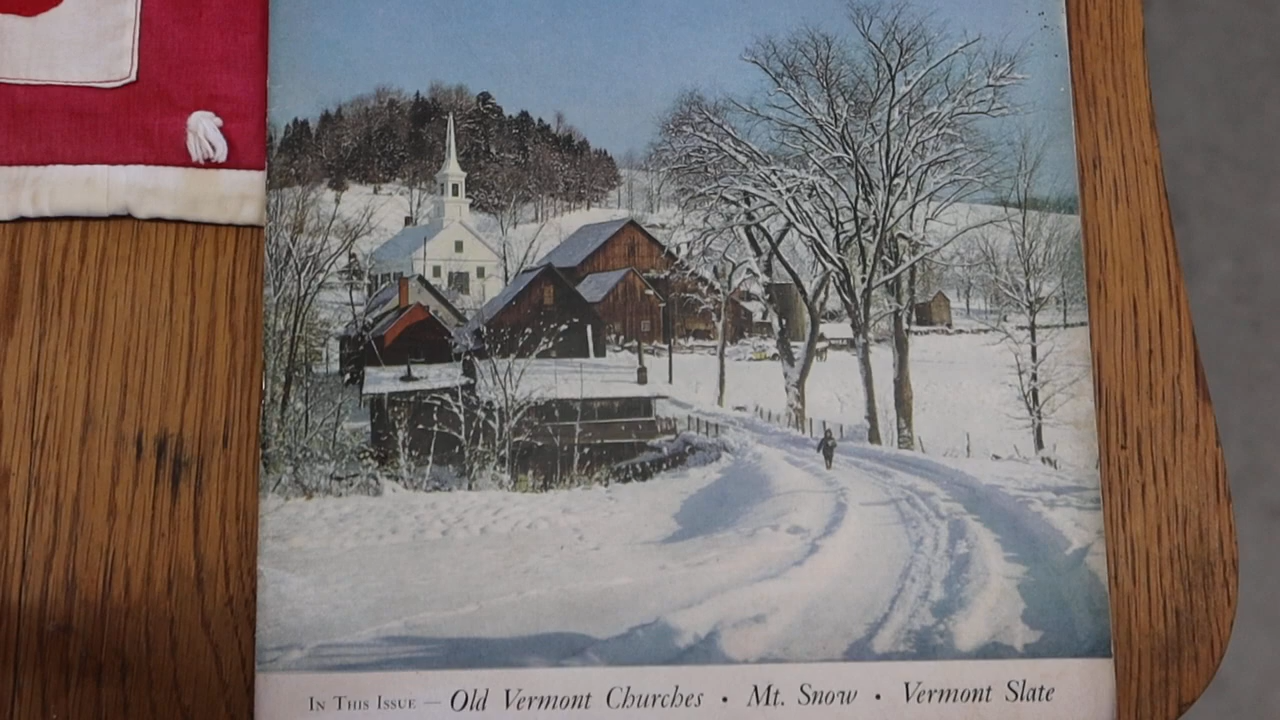 In This Issue — Old Vermont Churches • Mt. Snow • Vermont Slate